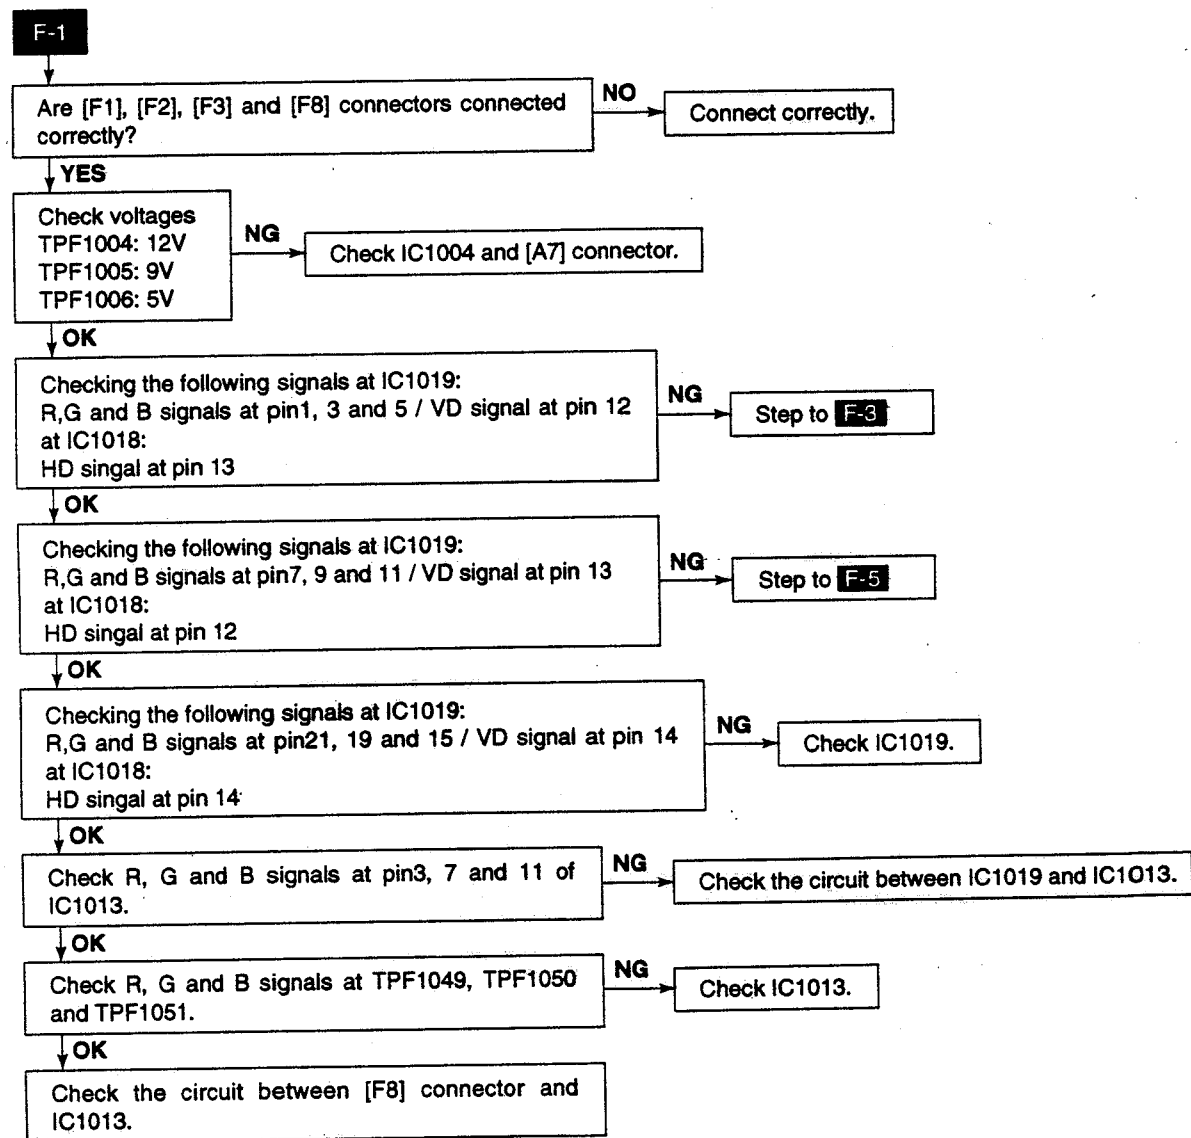 F-1
Are [F1], [F2], [F3] and [F8] connectors connected
correctly?
NO
Connect correctly.
YES
Check voltages
TPF1004: 12V
TPF1005: 9V
TPF1006: 5V
NG
Check IC1004 and [A7] connector.
OK
Checking the following signals at IC1019:
R,G and B signals at pin1, 3 and 5 / VD signal at pin 12
at IC1018:
HD singal at pin 13
NG
Step to F-3
OK
Checking the following signals at IC1019:
R,G and B signals at pin7, 9 and 11 / VD signal at pin 13
at IC1018:
HD singal at pin 12
NG
Step to F-5
OK
Checking the following signals at IC1019:
R,G and B signals at pin21, 19 and 15 / VD signal at pin 14
at IC1018:
HD singal at pin 14
NG
Check IC1019.
OK
Check R, G and B signals at pin3, 7 and 11 of
IC1013.
NG
Check the circuit between IC1019 and IC1O13.
OK
Check R, G and B signals at TPF1049, TPF1050
and TPF1051.
NG
Check IC1013.
OK
Check the circuit between [F8] connector and
IC1013.